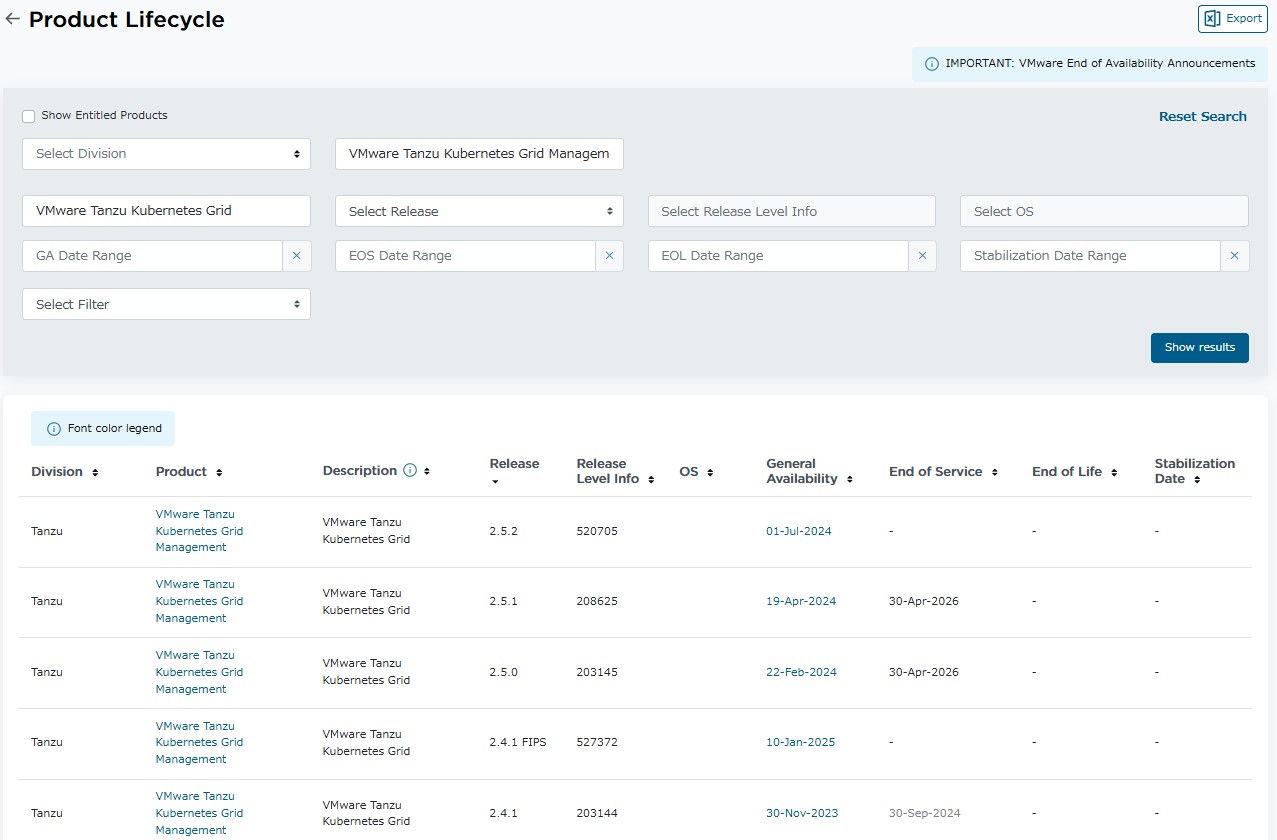 Product Lifecycle
Export
IMPORTANT: VMware End of Availability Announcements
Show Entitled Products
Reset Search
Select Division
VMware Tanzu Kubernetes Grid Managem
VMware Tanzu Kubernetes Grid
Select Release
Select Release Level Info
Select OS
GA Date Range
EOS Date Range
EOL Date Range
Stabilization Date Range
Select Filter
Show results
Font color legend
Division
Product
Description
Release
Release
Level Info
OS
General
Availability
End of Service
End of Life
Stabilization
Date
Tanzu
VMware Tanzu
Kubernetes Grid
Management
VMware Tanzu
Kubernetes Grid
2.5.2
520705
01-Jul-2024
-
-
-
Tanzu
VMware Tanzu
Kubernetes Grid
Management
VMware Tanzu
Kubernetes Grid
2.5.1
208625
19-Apr-2024
30-Apr-2026
-
-
Tanzu
VMware Tanzu
Kubernetes Grid
Management
VMware Tanzu
Kubernetes Grid
2.5.0
203145
22-Feb-2024
30-Apr-2026
-
-
Tanzu
VMware Tanzu
Kubernetes Grid
Management
VMware Tanzu
Kubernetes Grid
2.4.1 FIPS
527372
10-Jan-2025
-
-
-
Tanzu
VMware Tanzu
Kubernetes Grid
Management
VMware Tanzu
Kubernetes Grid
2.4.1
203144
30-Nov-2023
30-Sep-2024
-
-